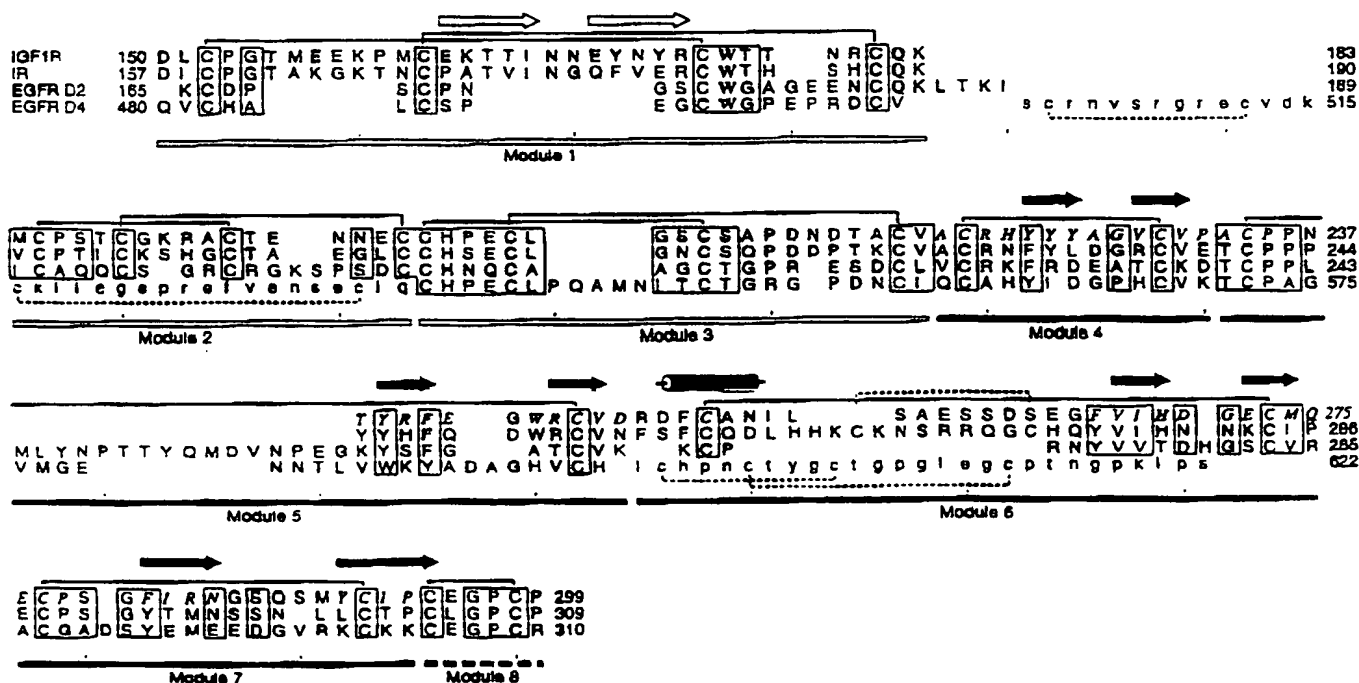 IGF1R 150 D L C P G T M E E K P M C E K T T I N N E Y N Y R C W T T N R C Q K 183
IR 157 D I C P G T A K G K T N C P A T V I N G Q F V E R C W T H S H C Q K 190
EGFR D2 165 K C D P S C P N G S C W G A G E E N C Q K L T K I 189
EGFR D4 480 Q V C H A L C S P E G C W G P E P R D C V s c r n v s r g r e c v d k 515
Module 1
M C P S T C G K R A C T E N N E C C H P E C L G S C S A P D N D T A C V A C R H Y Y Y A G V C V P A C P P N 237
V C P T I C K S H G C T A E G L C C H S E C L G N C S Q P D D P T K C V A C R N F Y L D G R C V E T C P P P 244
I C A Q Q C S G R C R G K S P S D C C H N Q C A A G C T G P R E S D C L V C R K F R D E A T C K D T C P P L 243
c k l l e g e p r e f v e n s e c i q C H P E C L P Q A M N I T C T G R G P D N C I Q C A H Y I D G P H C V K T C P A G 575
Module 2 Module 3 Module 4
T Y R F E G W R C V D R D F C A N I L S A E S S D S E G F V I H D G E C M Q 275
Y Y H F Q D W R C V N F S F C Q D L H H K C K N S R R Q G C H Q Y V I H N N K C I P 286
M L Y N P T T Y Q M D V N P E G K Y S F G A T C V K K C P R N Y V V T D H G S C V R 285
V M G E N N T L V W K Y A D A G H V C H l c h p n c t y g c t g p g l e g c p t n g p k i p s 622
Module 5 Module 6
E C P S G F I R N G S Q S M Y C I P C E G P C P 299
E C P S G Y T M N S S N L L C T P C L G P C P 309
A C Q A D S Y E M E E D G V R K C K K C E G P C R 310
Module 7 Module 8